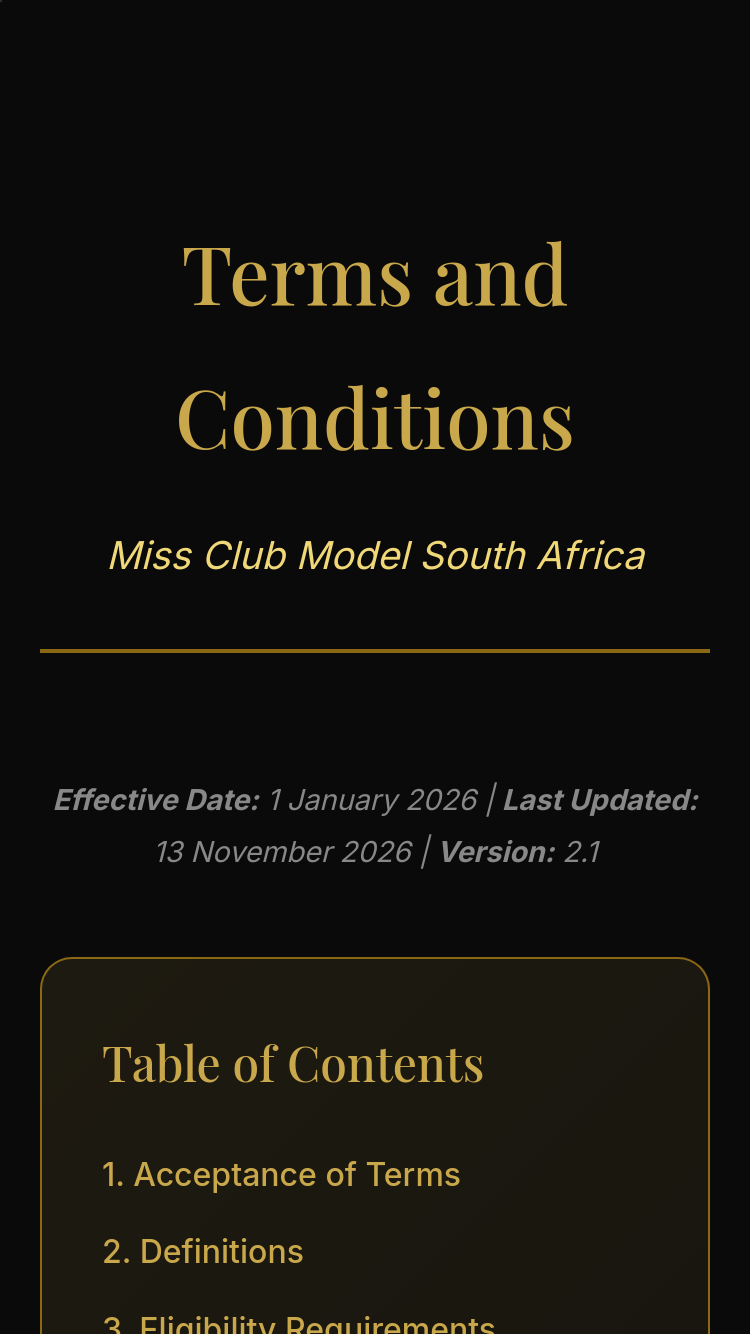 Terms and
Conditions
Miss Club Model South Africa
Effective Date: 1 January 2026 | Last Updated:
13 November 2026 | Version: 2.1
Table of Contents
1. Acceptance of Terms
2. Definitions
3. Eligibility Requirements